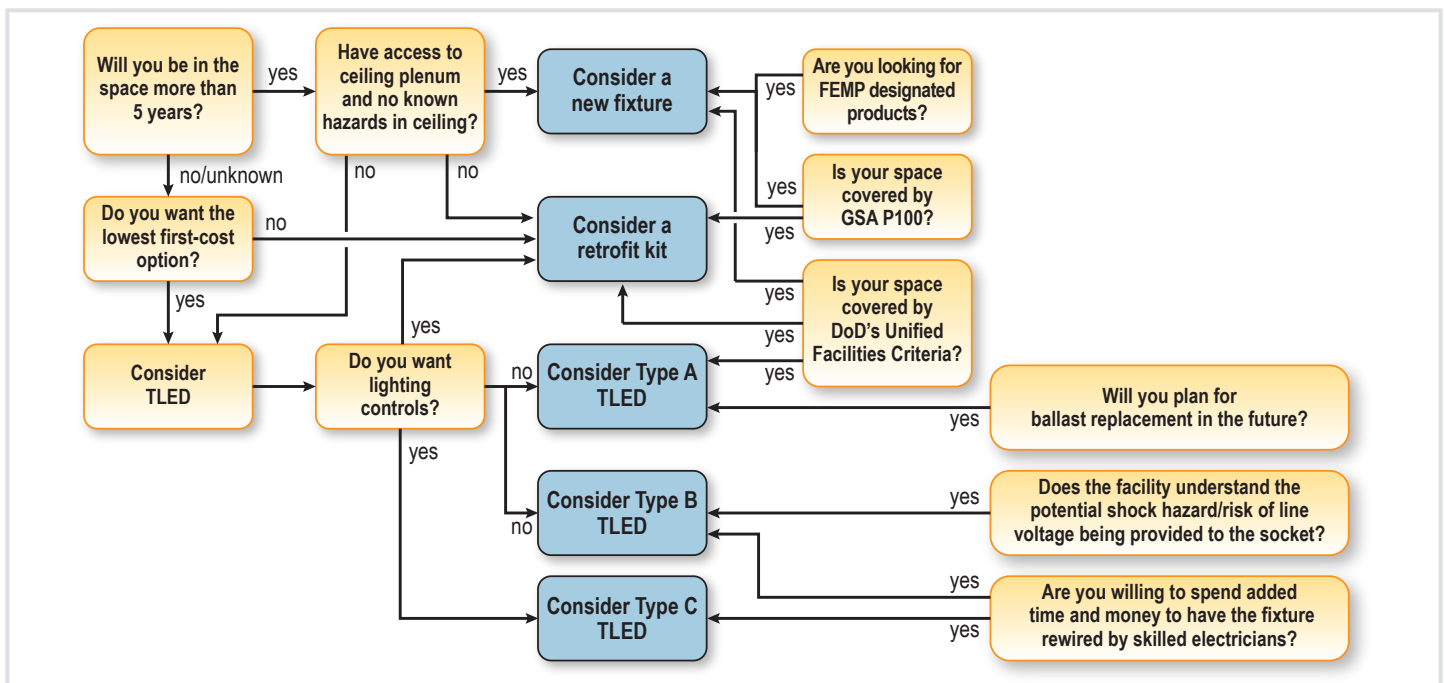 Will you be in the
space more than
5 years?
yes
Have access to
ceiling plenum
and no known
hazards in ceiling?
yes
Consider a
new fixture
yes
Are you looking for
FEMP designated
products?
no/unknown
no
no
Do you want the
lowest first-cost
option?
no
Consider a
retrofit kit
yes
yes
Is your space
covered by
GSA P100?
yes
yes
Consider
TLED
Do you want
lighting
controls?
no
yes
no
Consider Type A
TLED
yes
yes
yes
Is your space
covered by
DoD's Unified
Facilities Criteria?
yes
Will you plan for
ballast replacement in the future?
Consider Type B
TLED
yes
Does the facility understand the
potential shock hazard/risk of line
voltage being provided to the socket?
Consider Type C
TLED
yes
yes
Are you willing to spend added
time and money to have the fixture
rewired by skilled electricians?